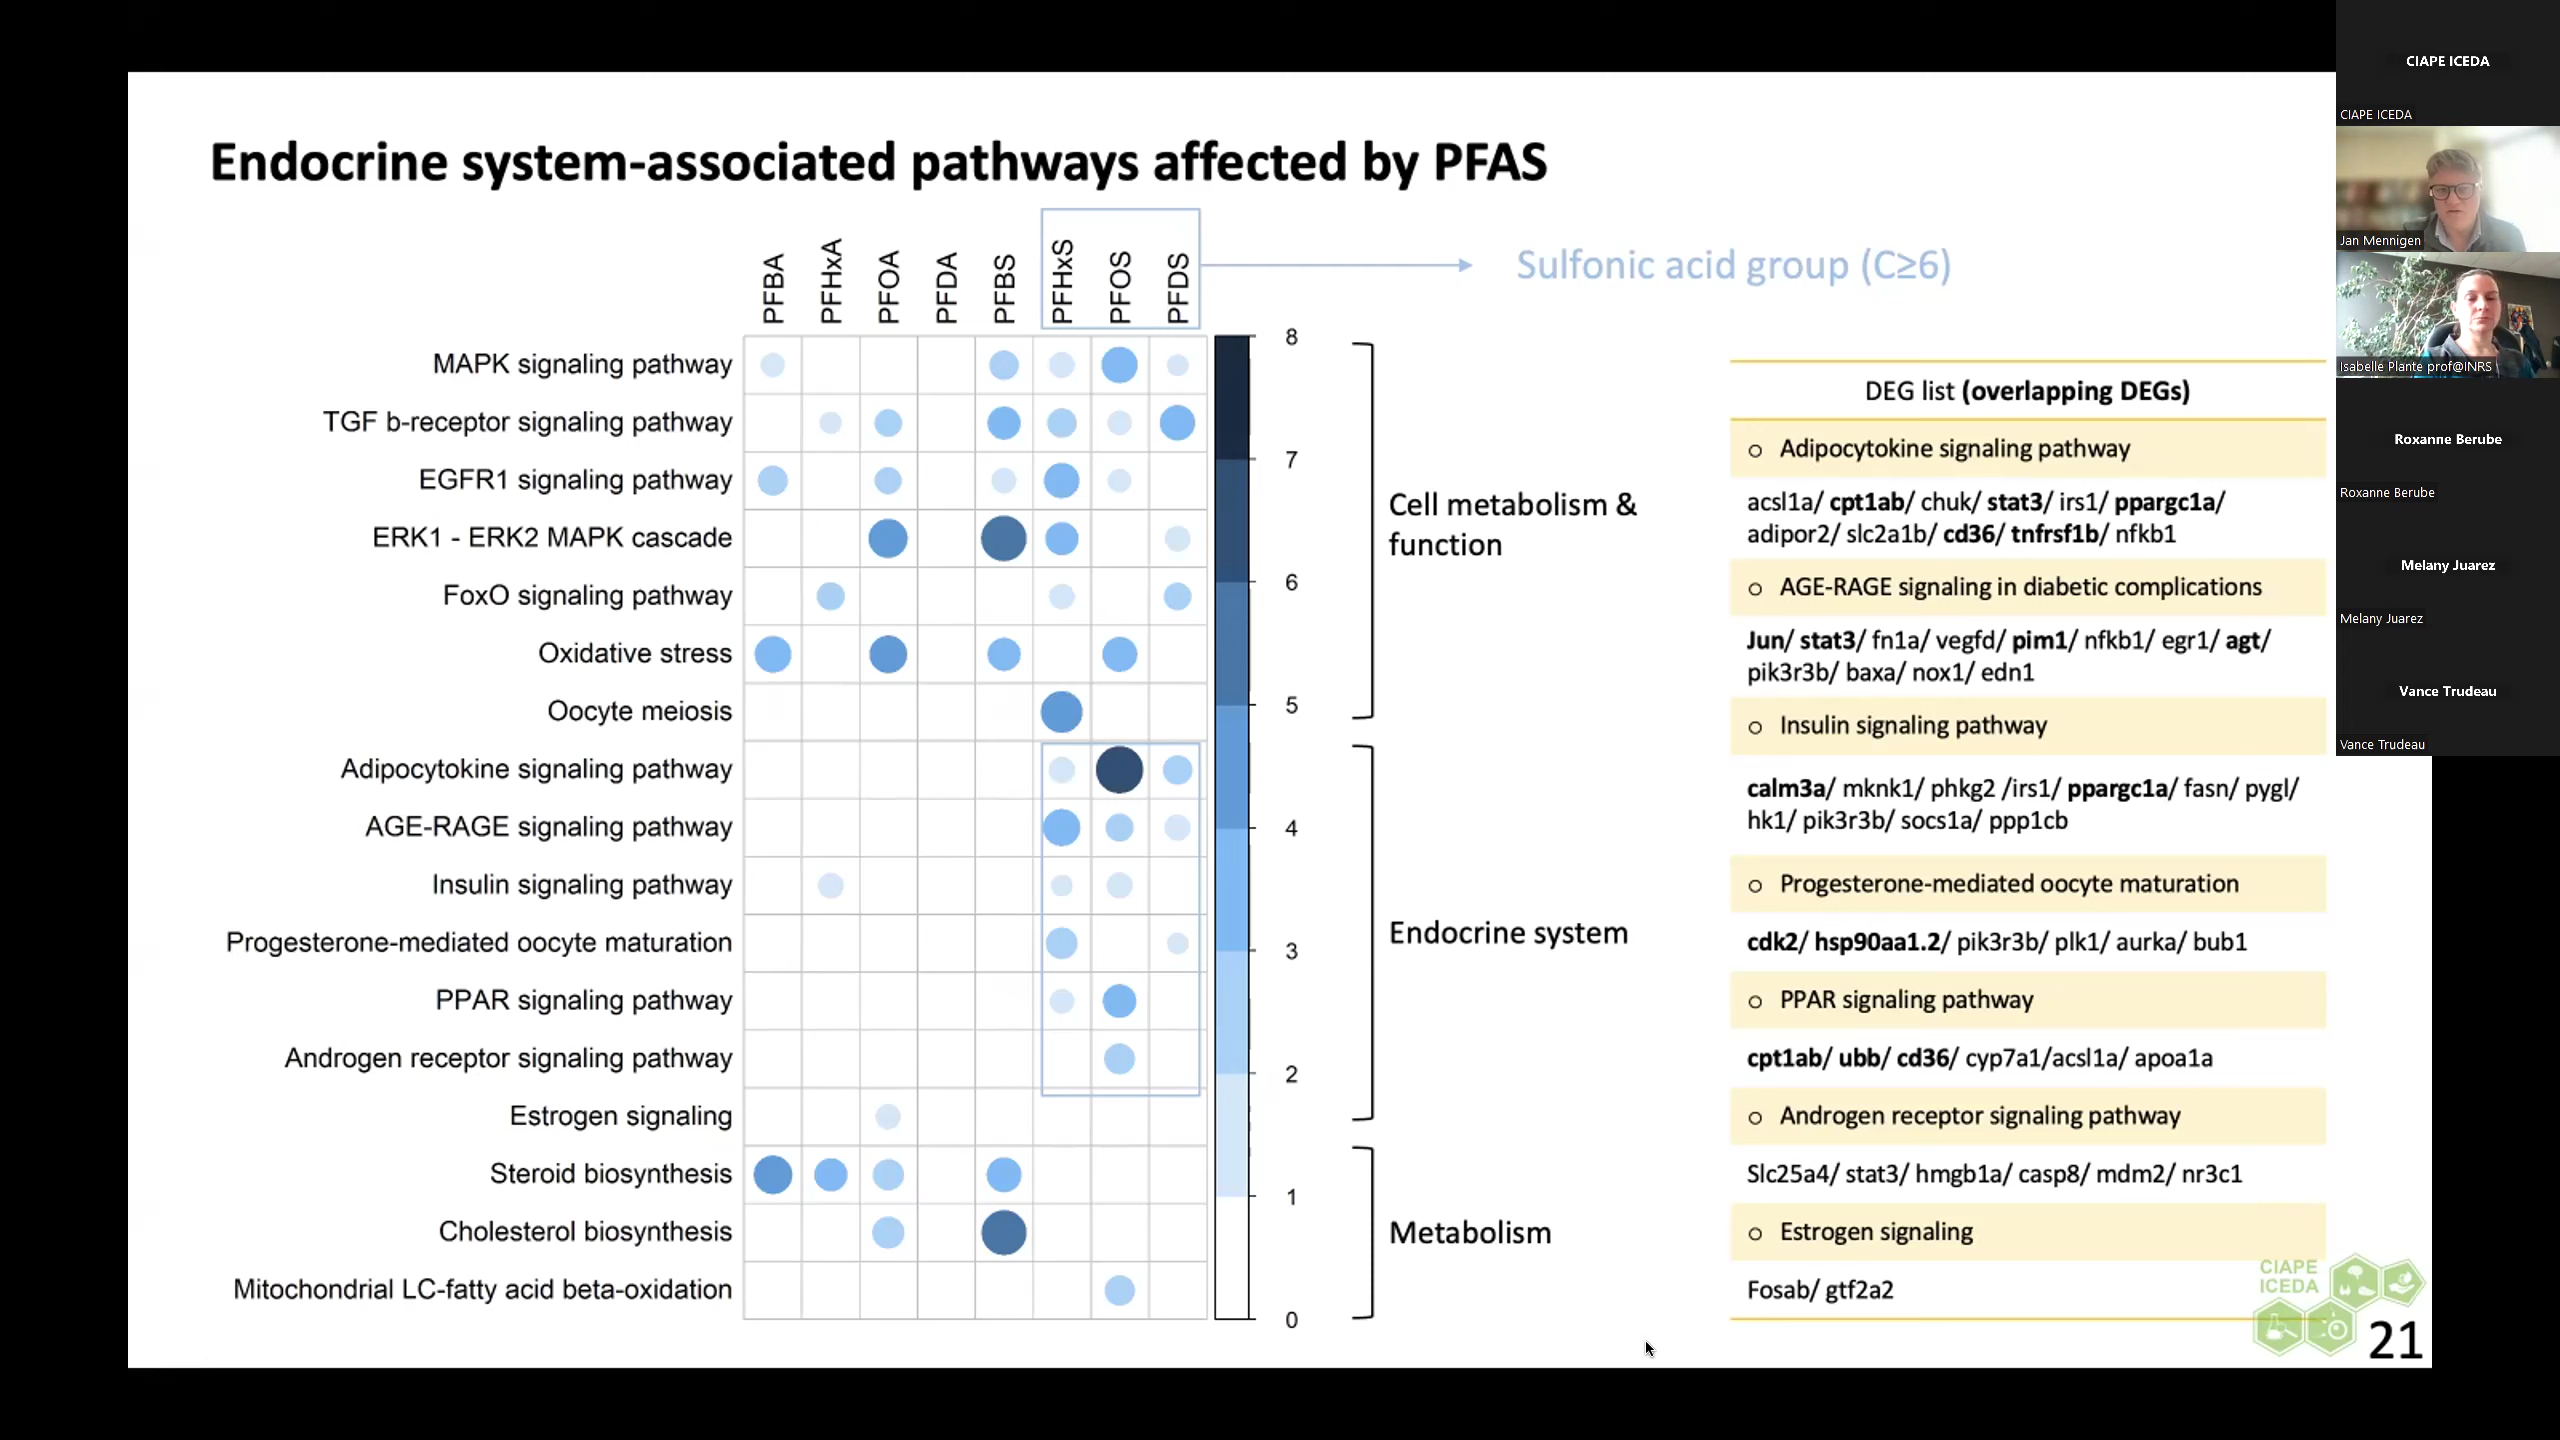 Endocrine system-associated pathways affected by PFAS
PFBA
PFHxA
PFOA
PFDA
PFBS
PFHxS
PFOS
PFDS
Sulfonic acid group (C≥6)
MAPK signaling pathway
TGF b-receptor signaling pathway
EGFR1 signaling pathway
ERK1 - ERK2 MAPK cascade
FoxO signaling pathway
Oxidative stress
Oocyte meiosis
Adipocytokine signaling pathway
AGE-RAGE signaling pathway
Insulin signaling pathway
Progesterone-mediated oocyte maturation
PPAR signaling pathway
Androgen receptor signaling pathway
Estrogen signaling
Steroid biosynthesis
Cholesterol biosynthesis
Mitochondrial LC-fatty acid beta-oxidation
8
7
6
5
4
3
2
1
0
Cell metabolism &
function
Endocrine system
Metabolism
DEG list (overlapping DEGs)
Adipocytokine signaling pathway
acsl1a/ cpt1ab/ chuk/ stat3/ irs1/ ppargc1a/
adipor2/ slc2a1b/ cd36/ tnfrsf1b/ nfkb1
AGE-RAGE signaling in diabetic complications
Jun/ stat3/ fn1a/ vegfd/ pim1/ nfkb1/ egr1/ agt/
pik3r3b/ baxa/ nox1/ edn1
Insulin signaling pathway
calm3a/ mknk1/ phkg2 /irs1/ ppargc1a/ fasn/ pygl/
hk1/ pik3r3b/ socs1a/ ppp1cb
Progesterone-mediated oocyte maturation
cdk2/ hsp90aa1.2/ pik3r3b/ plk1/ aurka/ bub1
PPAR signaling pathway
cpt1ab/ ubb/ cd36/ cyp7a1/acsl1a/ apoa1a
Androgen receptor signaling pathway
Slc25a4/ stat3/ hmgb1a/ casp8/ mdm2/ nr3c1
Estrogen signaling
Fosab/ gtf2a2
CIAPE
ICEDA
21
CIAPE ICEDA
CIAPE ICEDA
Jan Mennigen
Isabelle Plante prof@INRS
Roxanne Berube
Roxanne Berube
Melany Juarez
Melany Juarez
Vance Trudeau
Vance Trudeau